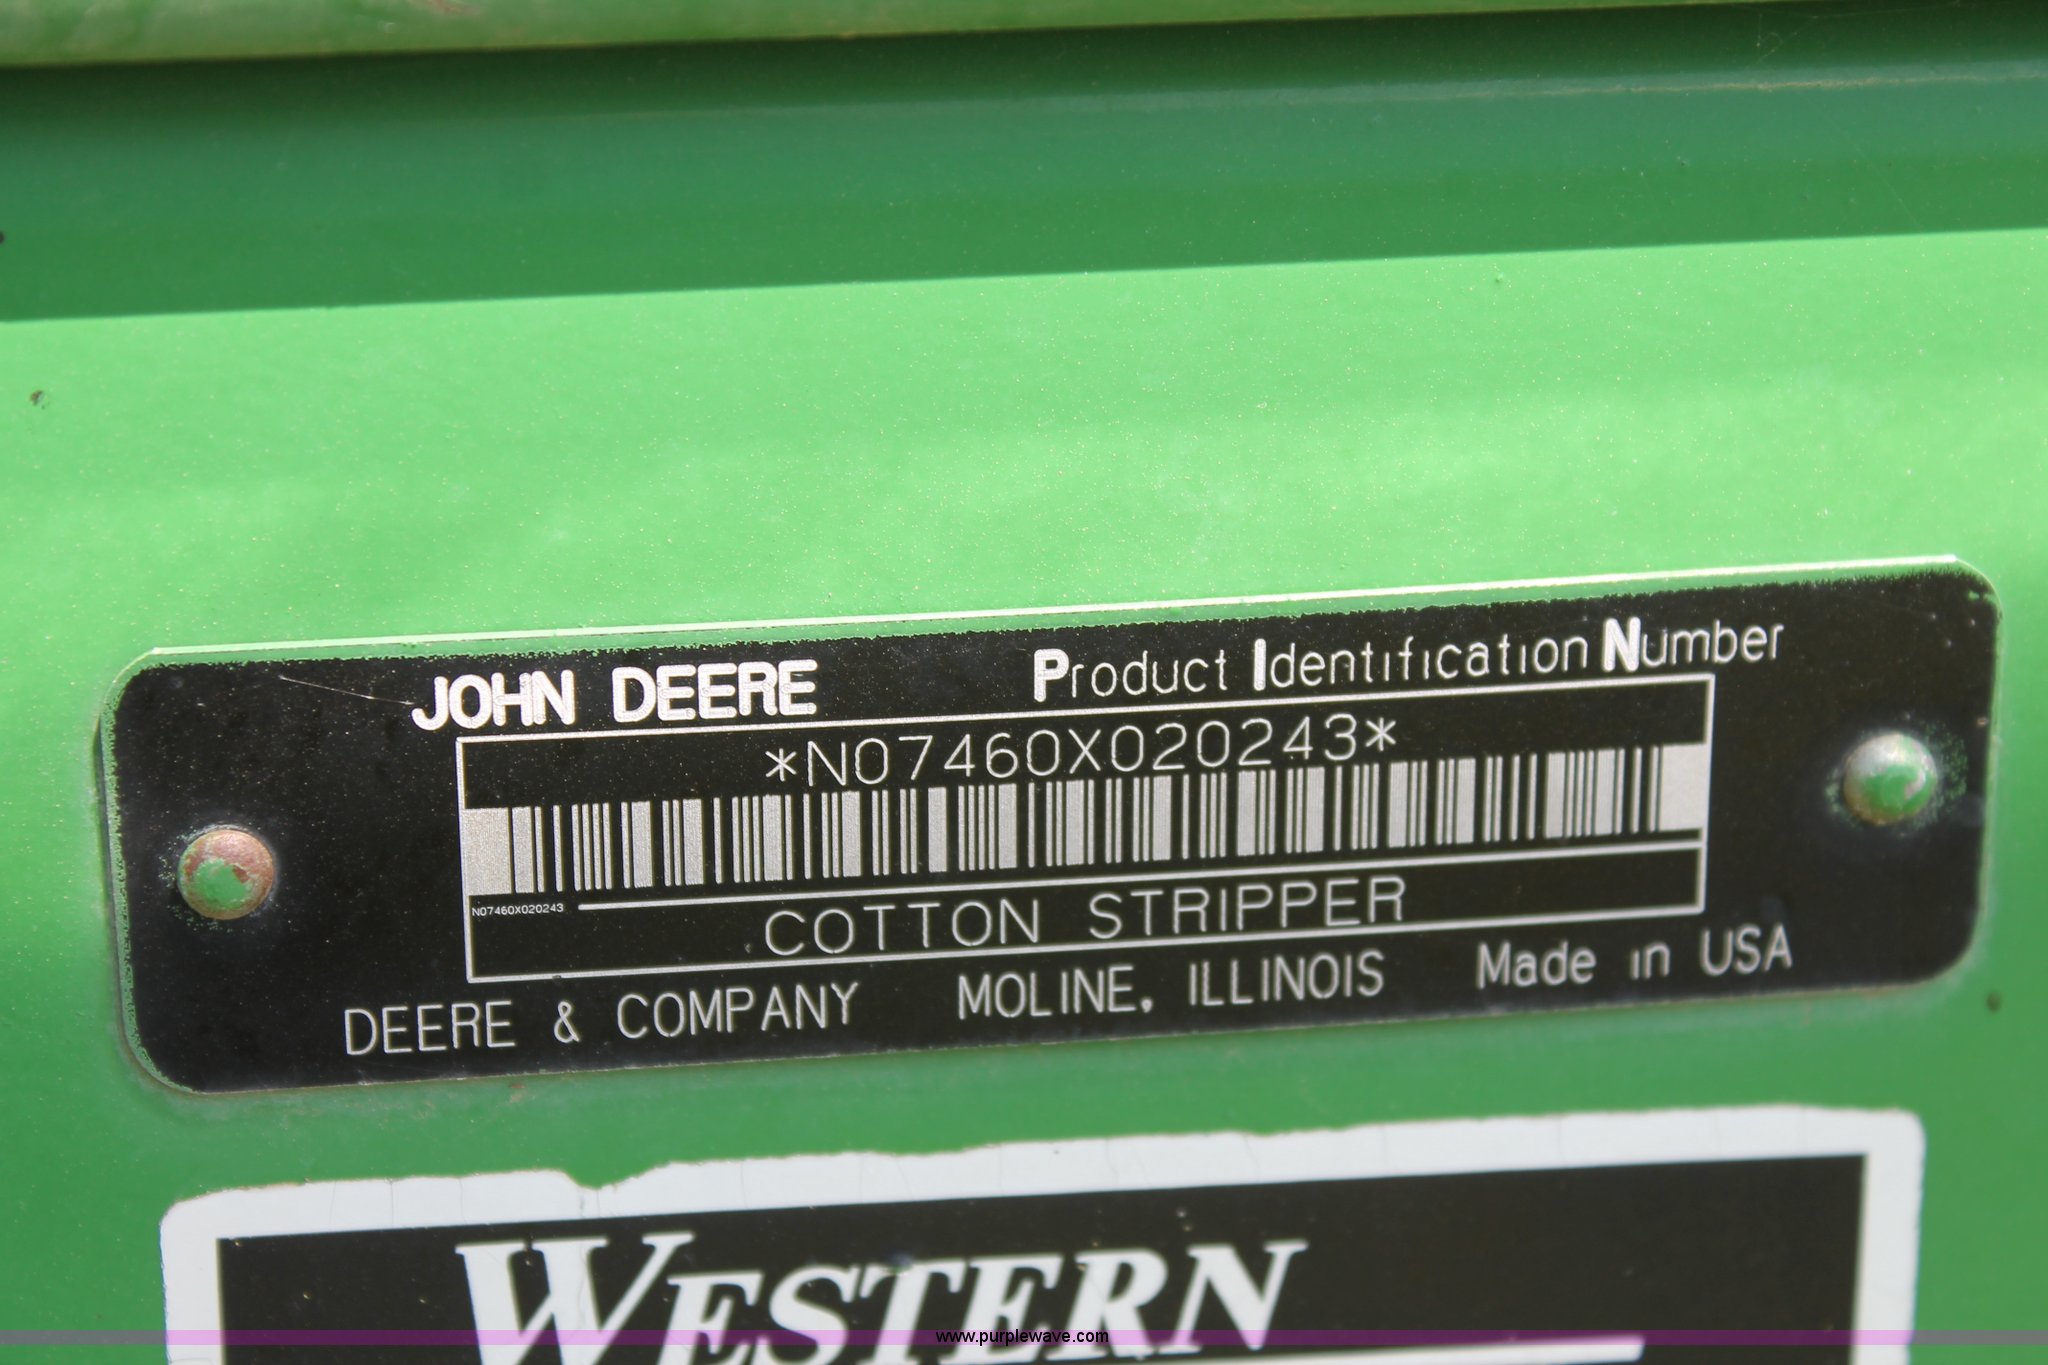 JOHN DEERE Product Identification Number
*N07460X020243*
N07460X020243
COTTON STRIPPER
DEERE & COMPANY MOLINE, ILLINOIS Made in USA
WESTERN
www.purplewave.com